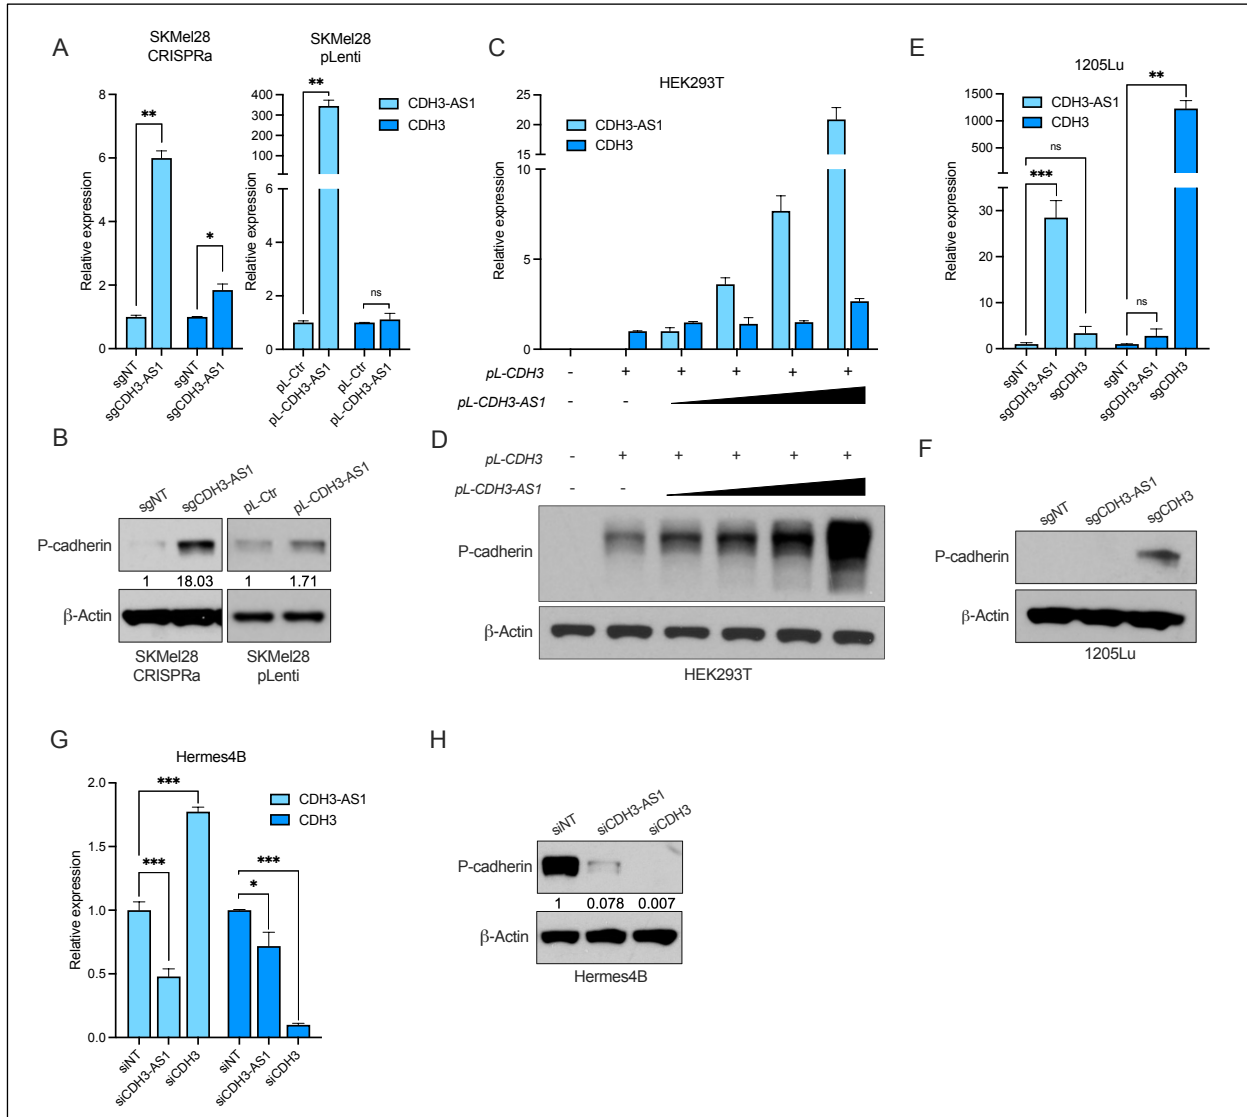 A
SKMel28
CRISPRa
SKMel28
pLenti
Relative expression
8
6
4
2
0
**
*
sgNT
sgCDH3-AS1
sgNT
sgCDH3-AS1
Relative expression
400
300
200
100
6
4
2
0
**
ns
CDH3-AS1
CDH3
pL-Ctr
pL-CDH3-AS1
pL-Ctr
pL-CDH3-AS1
C
HEK293T
Relative expression
25
20
15
10
5
0
CDH3-AS1
CDH3
pL-CDH3 - + + + + +
pL-CDH3-AS1 - -
E
1205Lu
Relative expression
1500
1000
500
30
20
10
0
CDH3-AS1
CDH3
ns
***
**
ns
sgNT
sgCDH3-AS1
sgCDH3
sgNT
sgCDH3-AS1
sgCDH3
B
sgNT
sgCDH3-AS1
pL-Ctr
pL-CDH3-AS1
P-cadherin
1 18.03 1 1.71
β-Actin
SKMel28
CRISPRa
SKMel28
pLenti
D
pL-CDH3 - + + + + +
pL-CDH3-AS1 - -
P-cadherin
β-Actin
HEK293T
F
sgNT
sgCDH3-AS1
sgCDH3
P-cadherin
β-Actin
1205Lu
G
Hermes4B
Relative expression
2.0
1.5
1.0
0.5
0.0
***
***
***
*
CDH3-AS1
CDH3
siNT
siCDH3-AS1
siCDH3
siNT
siCDH3-AS1
siCDH3
H
siNT
siCDH3-AS1
siCDH3
P-cadherin
1 0.078 0.007
β-Actin
Hermes4B